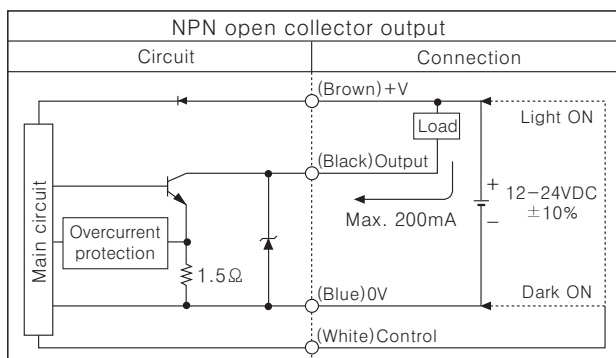 NPN open collector output
Circuit
Connection
(Brown)+V
Load
Light ON
(Black)Output
Main circuit
Overcurrent
protection
Max. 200mA
+
12-24VDC
±10%
−
1.5Ω
(Blue)0V
Dark ON
(White)Control